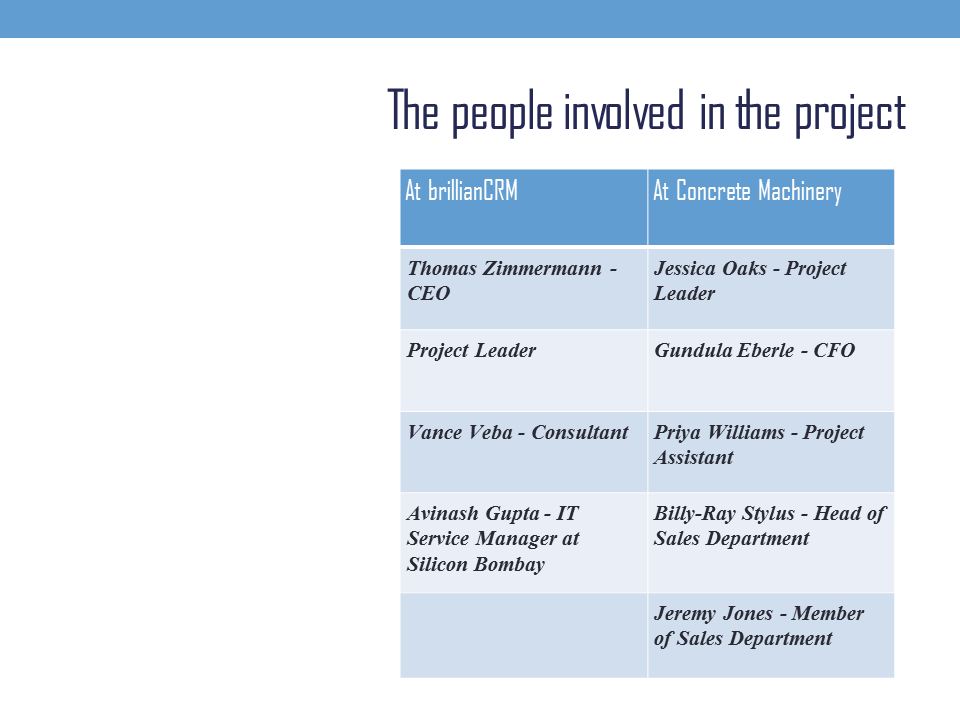 The people involved in the project
At brillianCRM
At Concrete Machinery
Thomas Zimmermann -
CEO
Jessica Oaks - Project
Leader
Project Leader
Gundula Eberle - CFO
Vance Veba - Consultant
Priya Williams - Project
Assistant
Avinash Gupta - IT
Service Manager at
Silicon Bombay
Billy-Ray Stylus - Head of
Sales Department
Jeremy Jones - Member
of Sales Department